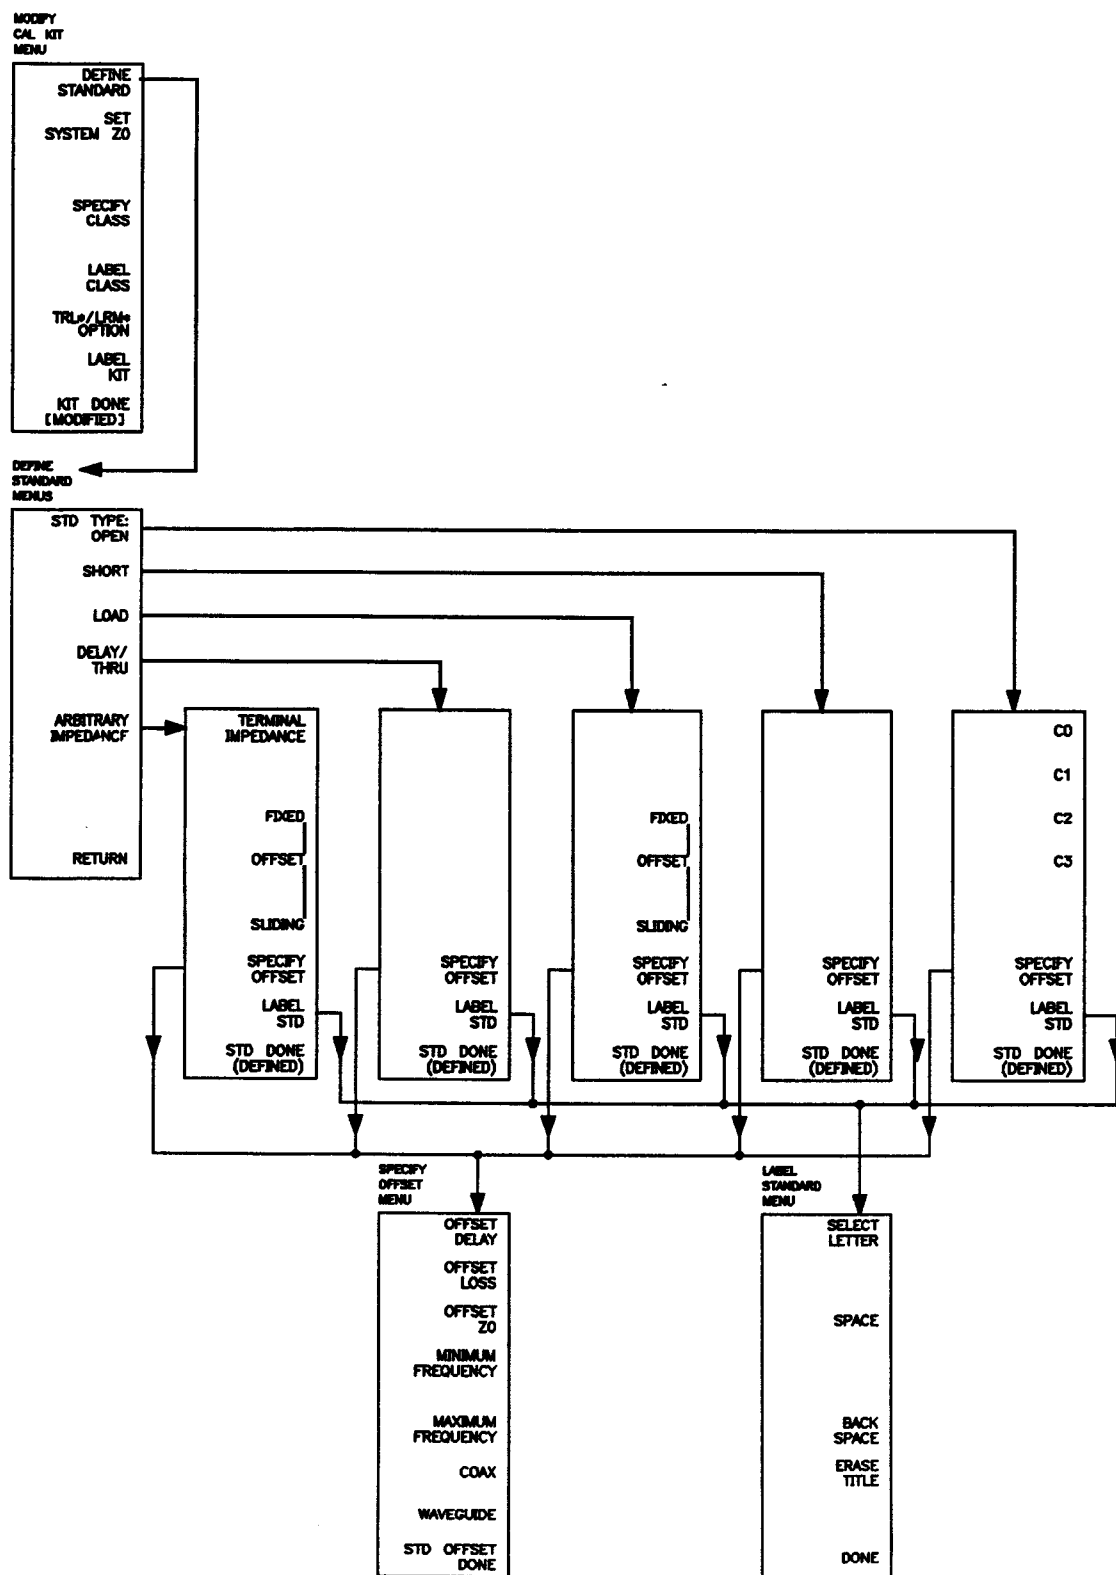 MODIFY
CAL KIT
MENU
DEFINE
STANDARD
SET
SYSTEM Z0
SPECIFY
CLASS
LABEL
CLASS
TRL*/LRM*
OPTION
LABEL
KIT
KIT DONE
[MODIFIED]
DEFINE
STANDARD
MENUS
STD TYPE:
OPEN
SHORT
LOAD
DELAY/
THRU
ARBITRARY
IMPEDANCE
RETURN
TERMINAL
IMPEDANCE
FIXED
OFFSET
SLIDING
SPECIFY
OFFSET
LABEL
STD
STD DONE
(DEFINED)
SPECIFY
OFFSET
LABEL
STD
STD DONE
(DEFINED)
FIXED
OFFSET
SLIDING
SPECIFY
OFFSET
LABEL
STD
STD DONE
(DEFINED)
SPECIFY
OFFSET
LABEL
STD
STD DONE
(DEFINED)
C0
C1
C2
C3
SPECIFY
OFFSET
LABEL
STD
STD DONE
(DEFINED)
SPECIFY
OFFSET
MENU
OFFSET
DELAY
OFFSET
LOSS
OFFSET
Z0
MINIMUM
FREQUENCY
MAXIMUM
FREQUENCY
COAX
WAVEGUIDE
STD OFFSET
DONE
LABEL
STANDARD
MENU
SELECT
LETTER
SPACE
BACK
SPACE
ERASE
TITLE
DONE